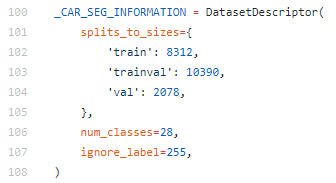 100 _CAR_SEG_INFORMATION = DatasetDescriptor(
101     splits_to_sizes={
102         'train': 8312,
103         'trainval': 10390,
104         'val': 2078,
105     },
106     num_classes=28,
107     ignore_label=255,
108 )